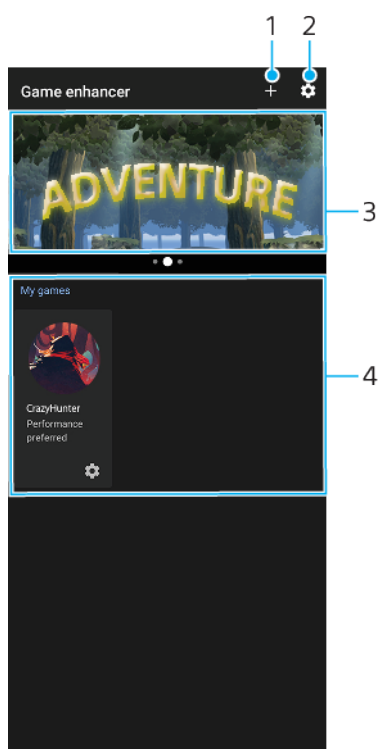 1 2
Game enhancer
ADVENTURE
3
My games
4
CrazyHunter
Performance
preferred